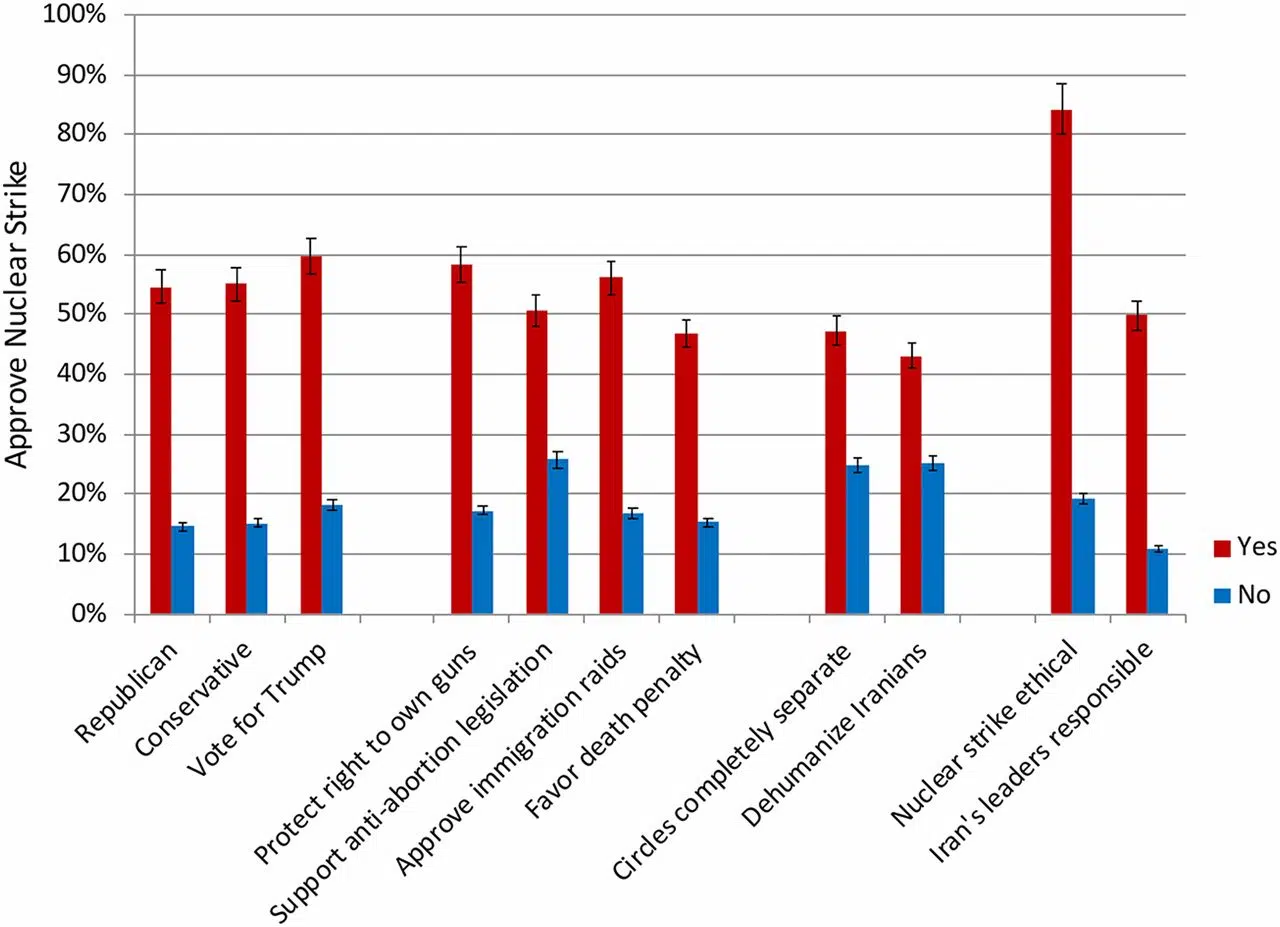 100%
90%
80%
70%
60%
50%
40%
30%
20%
10%
0%
Approve Nuclear Strike
Republican
Conservative
Vote for Trump
Protect right to own guns
Support anti-abortion legislation
Approve immigration raids
Favor death penalty
Circles completely separate
Dehumanize Iranians
Nuclear strike ethical
Iran's leaders responsible
Yes
No